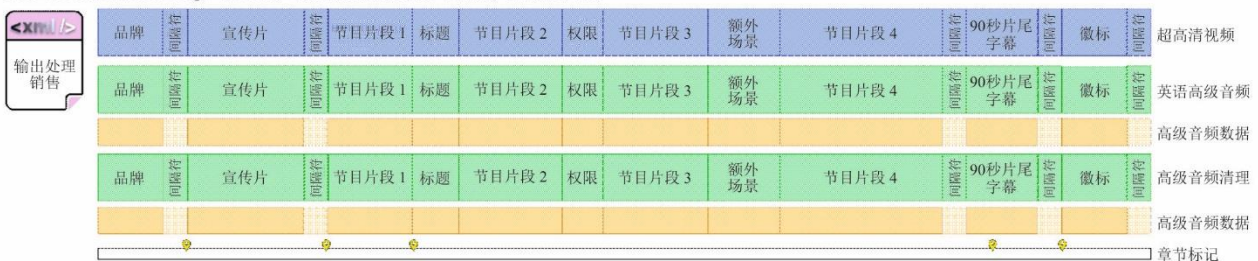 <xml/>
输出处理
销售
品牌 间隔符 宣传片 间隔符 节目片段 1 标题 节目片段 2 权限 节目片段 3 额外场景 节目片段 4 间隔符 90秒片尾字幕 间隔符 徽标 间隔符 超高清视频
品牌 间隔符 宣传片 间隔符 节目片段 1 标题 节目片段 2 权限 节目片段 3 额外场景 节目片段 4 间隔符 90秒片尾字幕 间隔符 徽标 间隔符 英语高级音频
高级音频数据
品牌 间隔符 宣传片 间隔符 节目片段 1 标题 节目片段 2 权限 节目片段 3 额外场景 节目片段 4 间隔符 90秒片尾字幕 间隔符 徽标 间隔符 高级音频清理
高级音频数据
章节标记